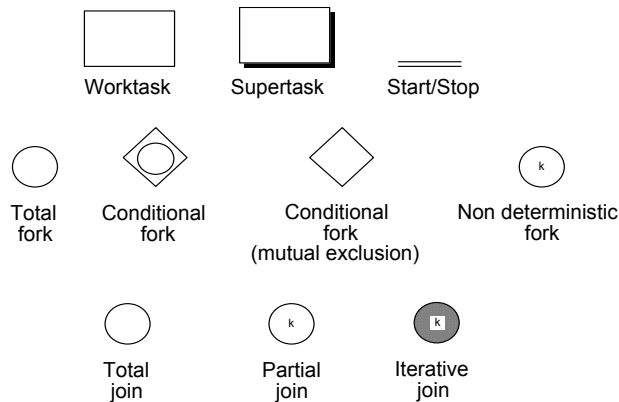 Worktask Supertask Start/Stop
k
Total Conditional Conditional Non deterministic
fork fork fork fork
(mutual exclusion)
k k
Total Partial Iterative
join join join